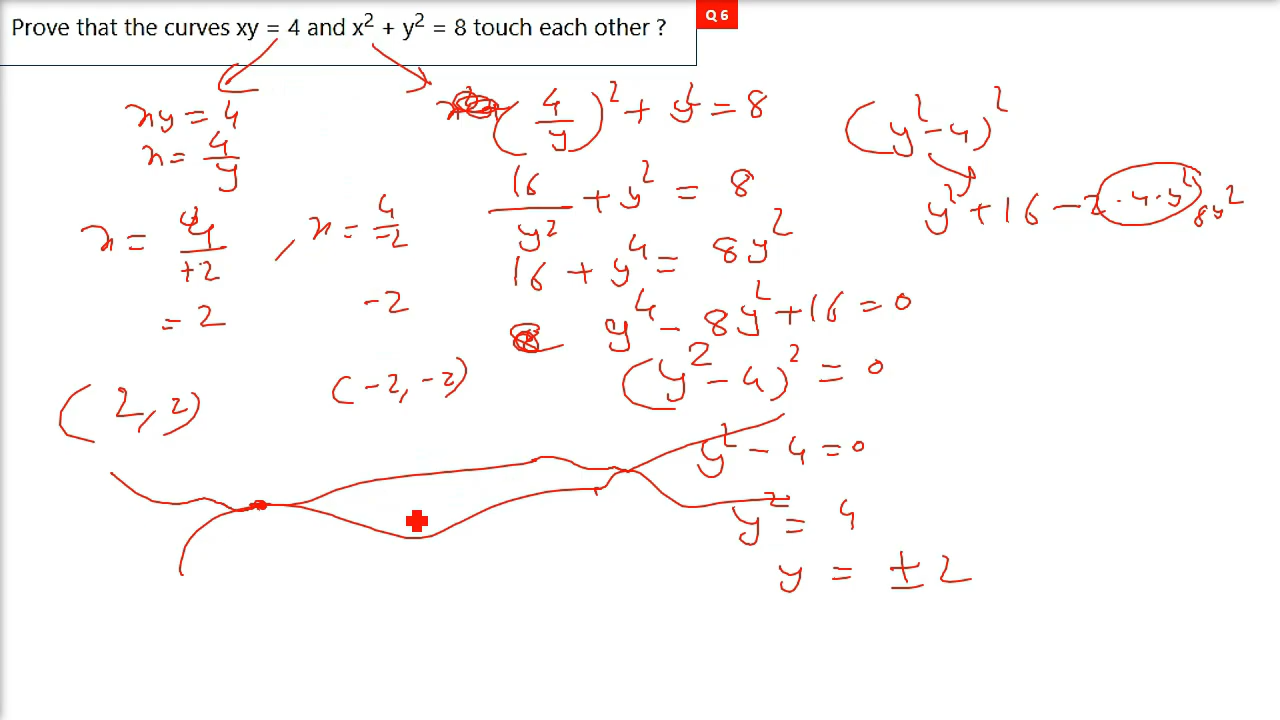 Prove that the curves xy = 4 and x² + y² = 8 touch each other ?
Q 6
xy = 4
x = 4/y
x = 4/+2 , x = 4/-2
= 2
-2
(2, 2)
(-2, -2)
(4/y)² + y² = 8
16/y² + y² = 8
16 + y⁴ = 8y²
y⁴ - 8y² + 16 = 0
(y² - 4)² = 0
y² - 4 = 0
y² = 4
y = ± 2
(y² - 4)²
y² + 16 - 2 · 4 · y² 8y²